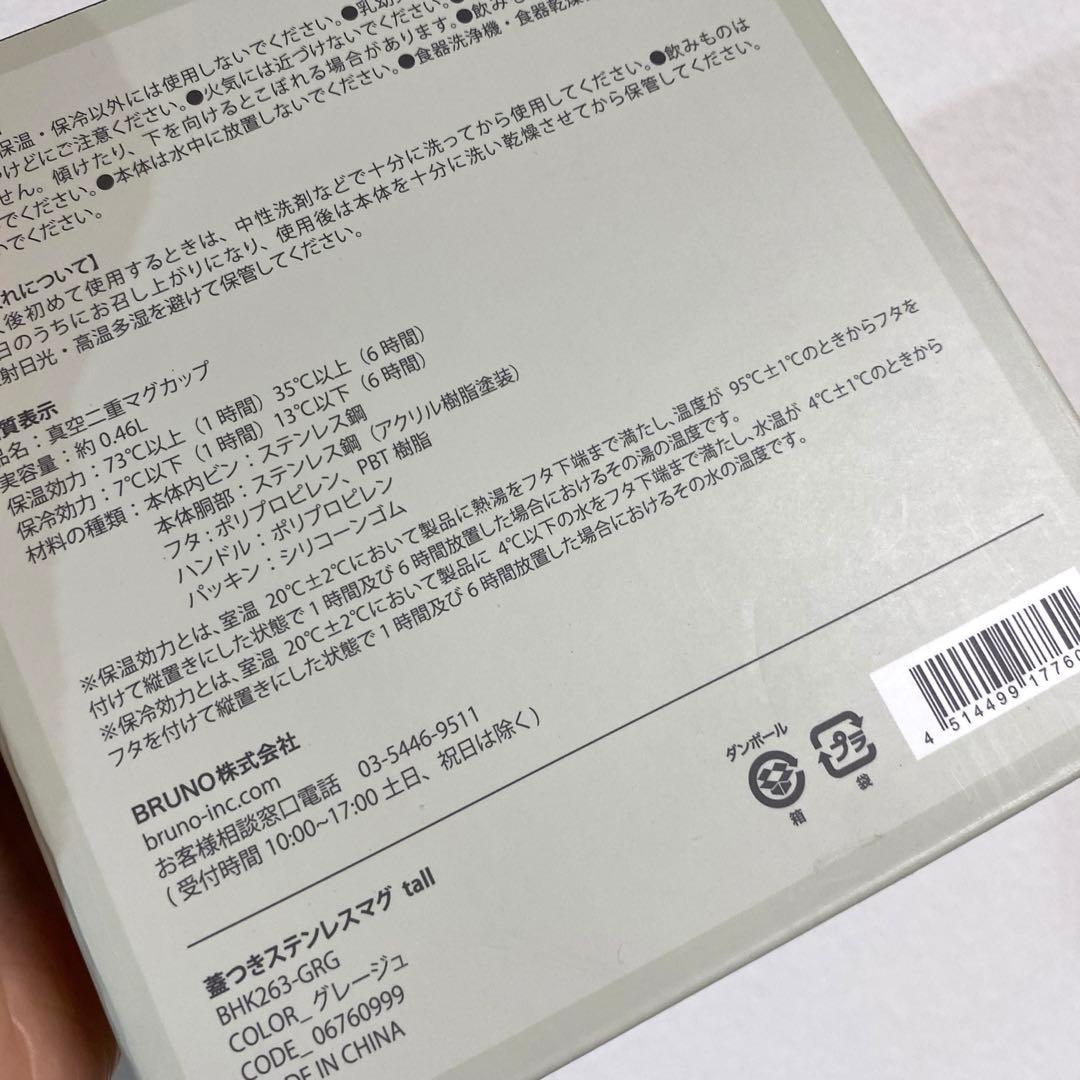 保温・保冷以外には使用しないでください。●乳幼
けどにご注意ください。●火気には近づけないでください。
せん。傾けたり、下を向けるとこぼれる場合があります。●飲み
でください。●本体は水中に放置しないでください。●食器洗浄機・食器乾燥
でください。
れについて】
後初めて使用するときは、中性洗剤などで十分に洗ってから使用してください。●飲みものは
日のうちにお召し上がりになり、使用後は本体を十分に洗い乾燥させてから保管してください。
射日光・高温多湿を避けて保管してください。
質表示
品名：真空二重マグカップ
実容量：約0.46L
保温効力：73℃以上（1時間）35℃以上（6時間）
保冷効力：7℃以下（1時間）13℃以下（6時間）
材料の種類：本体内ビン：ステンレス鋼
本体胴部：ステンレス鋼（アクリル樹脂塗装）
フタ：ポリプロピレン、PBT樹脂
ハンドル：ポリプロピレン
パッキン：シリコーンゴム
※保温効力とは、室温 20℃±2℃において製品に熱湯をフタ下端まで満たし、温度が 95℃±1℃のときからフタを
付けて縦置きにした状態で1時間及び6時間放置した場合におけるその湯の温度です。
※保冷効力とは、室温 20℃±2℃において製品に 4℃以下の水をフタ下端まで満たし、水温が 4℃±1℃のときから
フタを付けて縦置きにした状態で1時間及び6時間放置した場合におけるその水の温度です。
BRUNO株式会社
bruno-inc.com
お客様相談窓口電話 03-5446-9511
(受付時間 10:00~17:00 土日、祝日は除く)
ダンボール
箱
プラ
袋
4 514499 17760
蓋つきステンレスマグ tall
BHK263-GRG
COLOR_グレージュ
CODE_06760999
DE IN CHINA